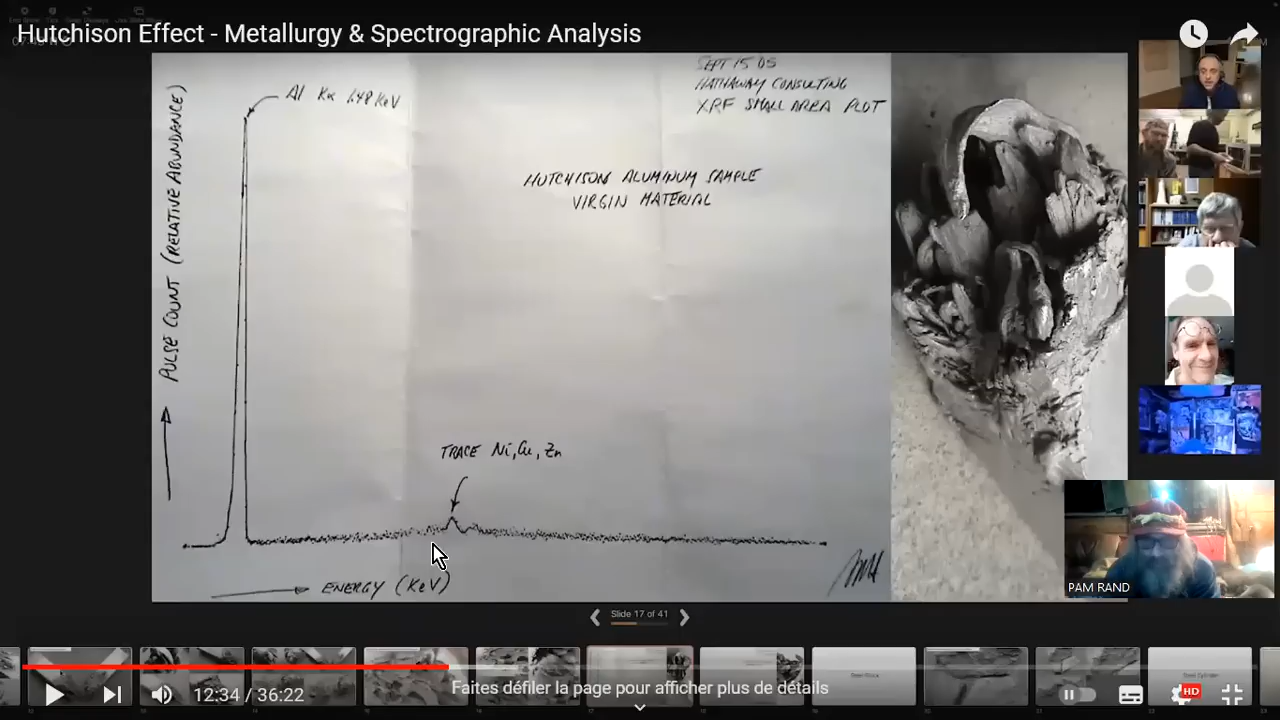 Hutchison Effect - Metallurgy & Spectrographic Analysis
SEPT 15 05
HATHAWAY CONSULTING
XRF SMALL AREA PLOT
Al Kα 1.48 KeV
PULSE COUNT (RELATIVE ABUNDANCE)
HUTCHISON ALUMINUM SAMPLE
VIRGIN MATERIAL
TRACE Ni, Cu, Zn
ENERGY (KeV)
PAM RAND
Slide 17 of 41
12:34 / 36:22
Faites défiler la page pour afficher plus de détails
HD